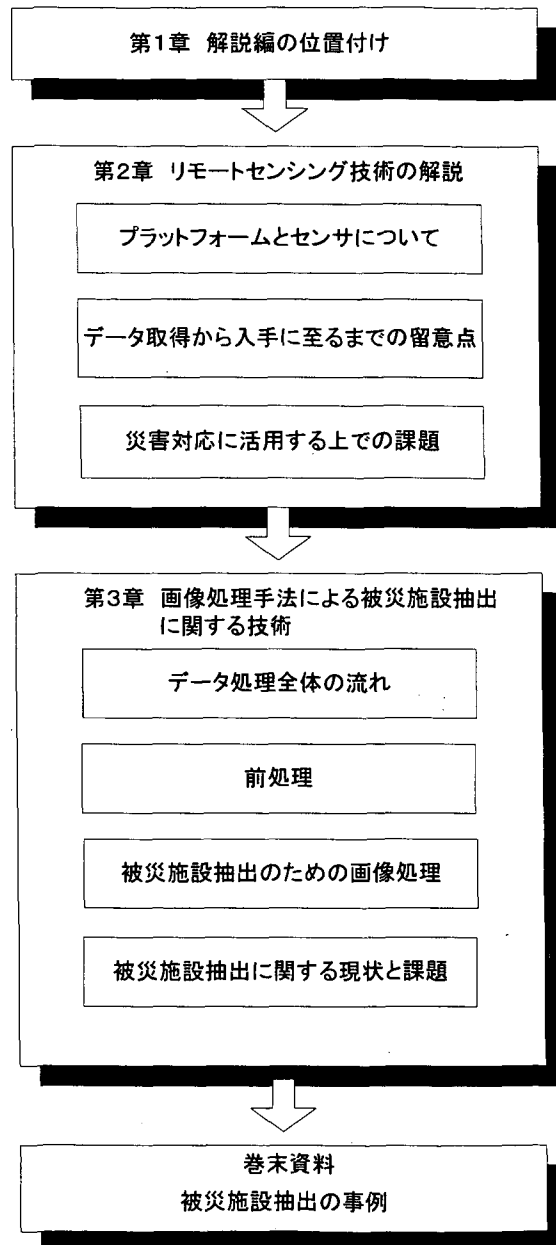 第1章 解説編の位置付け
第2章 リモートセンシング技術の解説
プラットフォームとセンサについて
データ取得から入手に至るまでの留意点
災害対応に活用する上での課題
第3章 画像処理手法による被災施設抽出
に関する技術
データ処理全体の流れ
前処理
被災施設抽出のための画像処理
被災施設抽出に関する現状と課題
巻末資料
被災施設抽出の事例